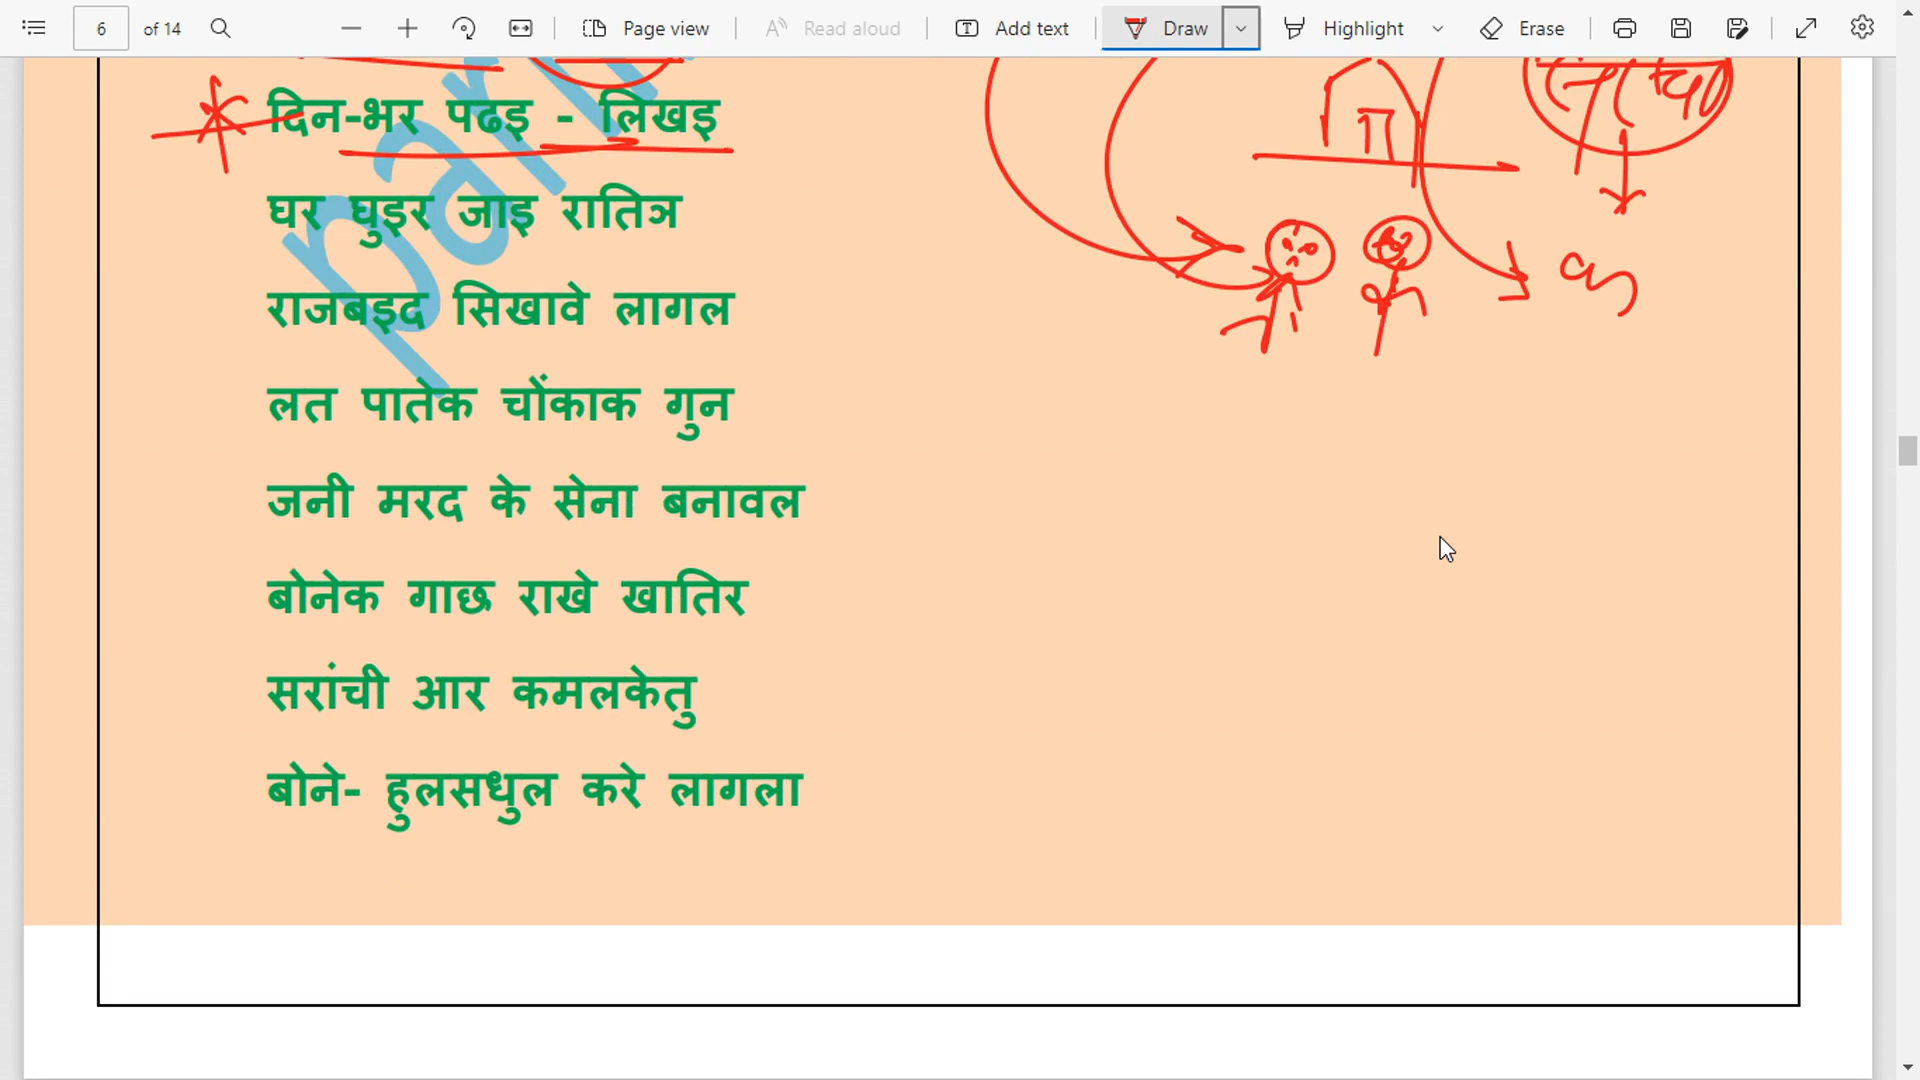 6 of 14 Page view Read aloud Add text Draw Highlight Erase
दिन-भर पढइ - लिखइ
घर घुइर जाइ रातिञ
राजबइद सिखावे लागल
लत पातेक चोंकाक गुन
जनी मरद के सेना बनावल
बोनेक गाछ राखे खातिर
सरांची आर कमलकेतु
बोने- हुलसधुल करे लागला